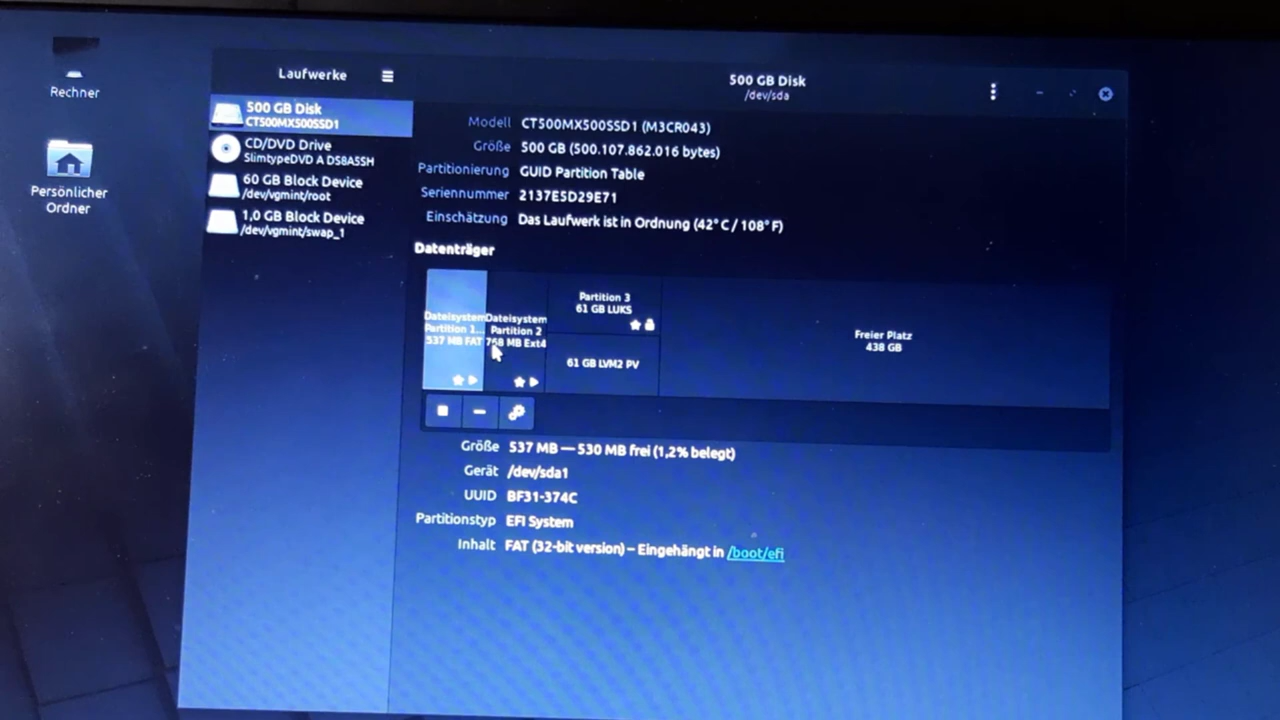 Rechner
Persönlicher
Ordner
Laufwerke
500 GB Disk
/dev/sda
500 GB Disk
CT500MX500SSD1
CD/DVD Drive
SlimtypeDVD A DS8A5SH
60 GB Block Device
/dev/vgmint/root
1,0 GB Block Device
/dev/vgmint/swap_1
Modell CT500MX500SSD1 (M3CR043)
Größe 500 GB (500.107.862.016 bytes)
Partitionierung GUID Partition Table
Seriennummer 2137E5D29E71
Einschätzung Das Laufwerk ist in Ordnung (42° C / 108° F)
Datenträger
Dateisystem
Partition 1...
537 MB FAT
Dateisystem
Partition 2
768 MB Ext4
Partition 3
61 GB LUKS
61 GB LVM2 PV
Freier Platz
438 GB
Größe 537 MB — 530 MB frei (1,2% belegt)
Gerät /dev/sda1
UUID BF31-374C
Partitionstyp EFI System
Inhalt FAT (32-bit version) – Eingehängt in /boot/efi